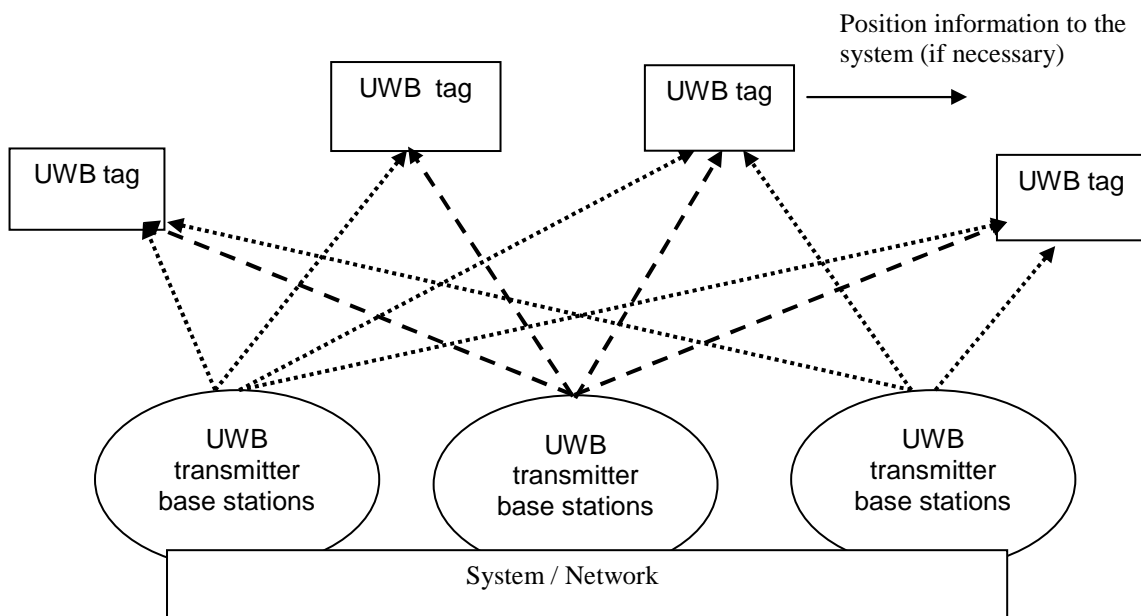 Position information to the
system (if necessary)
UWB tag
UWB tag
UWB tag
UWB tag
UWB
transmitter
base stations
UWB
transmitter
base stations
UWB
transmitter
base stations
System / Network